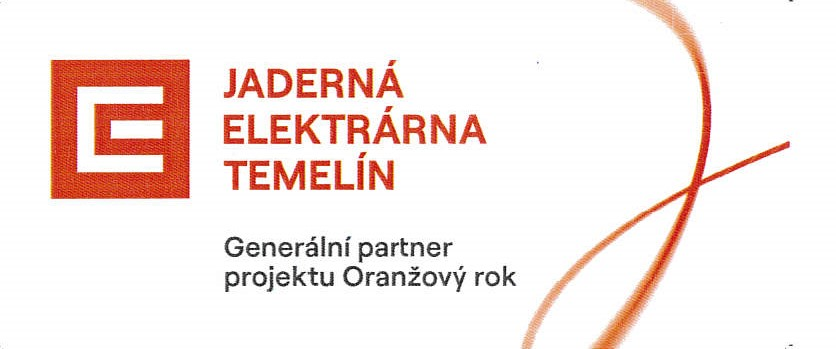 JADERNÁ
ELEKTRÁRNA
TEMELÍN
Generální partner
projektu Oranžový rok